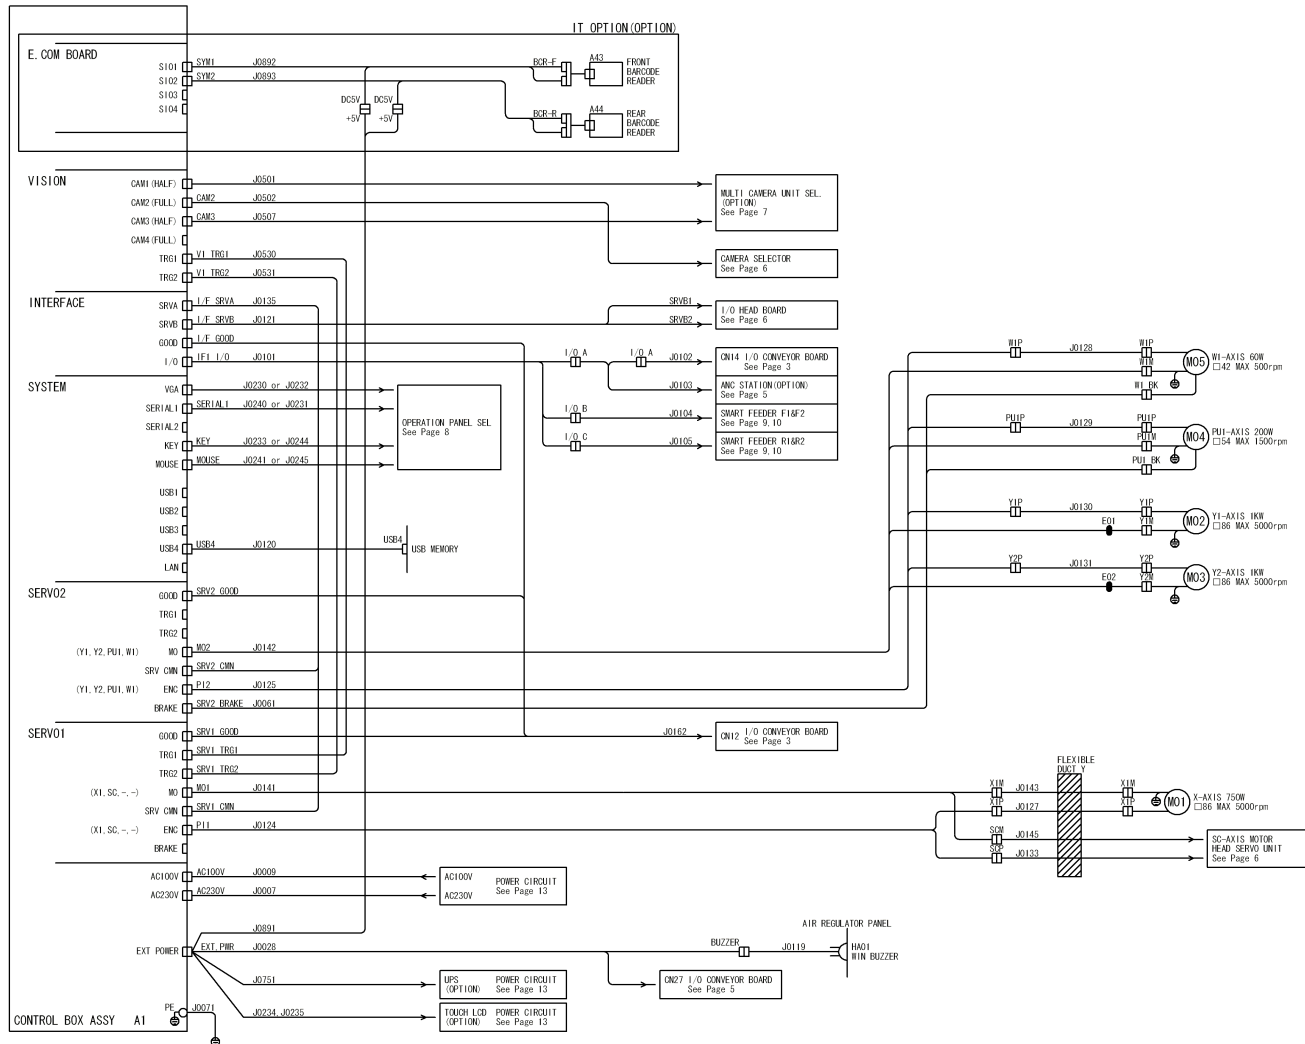 IT OPTION(OPTION)
E.COM BOARD
SIO1 SYM1 J0892 BCR-F A43 FRONT
BARCODE
READER
SIO2 SYM2 J0893
SIO3
SIO4
DC5V DC5V
+5V +5V
BCR-R A44 REAR
BARCODE
READER
VISION
CAM1(HALF) J0501
CAM2(FULL) CAM2 J0502
CAM3(HALF) CAM3 J0507
CAM4(FULL)
TRG1 V1 TRG1 J0530
TRG2 V1 TRG2 J0531
MULTI CAMERA UNIT SEL.
(OPTION)
See Page 7
CAMERA SELECTOR
See Page 6
INTERFACE
SRVA I/F SRVA J0135
SRVB I/F SRVB J0121
GOOD I/F GOOD
I/O IF1 I/O J0101
SRVB1
SRVB2
I/O HEAD BOARD
See Page 6
I/O A I/O A J0102 CN14 I/O CONVEYOR BOARD
See Page 3
J0103 ANC STATION(OPTION)
See Page 5
I/O B J0104 SMART FEEDER F1&F2
See Page 9,10
I/O C J0105 SMART FEEDER R1&R2
See Page 9,10
SYSTEM
VGA J0230 or J0232
SERIAL1 SERIAL1 J0240 or J0231
SERIAL2
KEY KEY J0233 or J0244
MOUSE MOUSE J0241 or J0245
OPERATION PANEL SEL
See Page 8
USB1
USB2
USB3
USB4 USB4 J0120 USB4 USB MEMORY
LAN
W1P J0128 W1P
W1M
W1 BK
M05 W1-AXIS 60W
□42 MAX 500rpm
PU1P J0129 PU1P
PU1M
PU1 BK
M04 PU1-AXIS 200W
□54 MAX 1500rpm
Y1P J0130 Y1P
E01 Y1M
M02 Y1-AXIS 1KW
□86 MAX 5000rpm
Y2P J0131 Y2P
E02 Y2M
M03 Y2-AXIS 1KW
□86 MAX 5000rpm
SERVO2
GOOD SRV2 GOOD
TRG1
TRG2
(Y1,Y2,PU1,W1) MO MO2 J0142
SRV CMN SRV2 CMN
(Y1,Y2,PU1,W1) ENC PI2 J0125
BRAKE SRV2 BRAKE J0061
SERVO1
GOOD SRV1 GOOD J0162 CN12 I/O CONVEYOR BOARD
See Page 3
TRG1 SRV1 TRG1
TRG2 SRV1 TRG2
(X1,SC,-,-) MO MO1 J0141
SRV CMN SRV1 CMN
(X1,SC,-,-) ENC PI1 J0124
BRAKE
FLEXIBLE
DUCT Y
X1M J0143 X1M
X1P J0127 X1P
M01 X-AXIS 750W
□86 MAX 5000rpm
SCM J0145
SCP J0133
SC-AXIS MOTOR
HEAD SERVO UNIT
See Page 6
AC100V AC100V J0009 AC100V
AC230V AC230V J0007 AC230V
POWER CIRCUIT
See Page 13
J0891
EXT POWER EXT.PWR J0028
AIR REGULATOR PANEL
BUZZER J0119 HA01
WIN BUZZER
J0751 UPS POWER CIRCUIT
(OPTION) See Page 13
CN27 I/O CONVEYOR BOARD
See Page 5
J0234,J0235 TOUCH LCD POWER CIRCUIT
(OPTION) See Page 13
PE J0071
CONTROL BOX ASSY A1